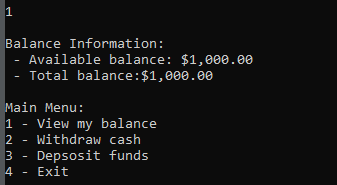 1
Balance Information:
- Available balance: $1,000.00
- Total balance:$1,000.00
Main Menu:
1 - View my balance
2 - Withdraw cash
3 - Depsosit funds
4 - Exit